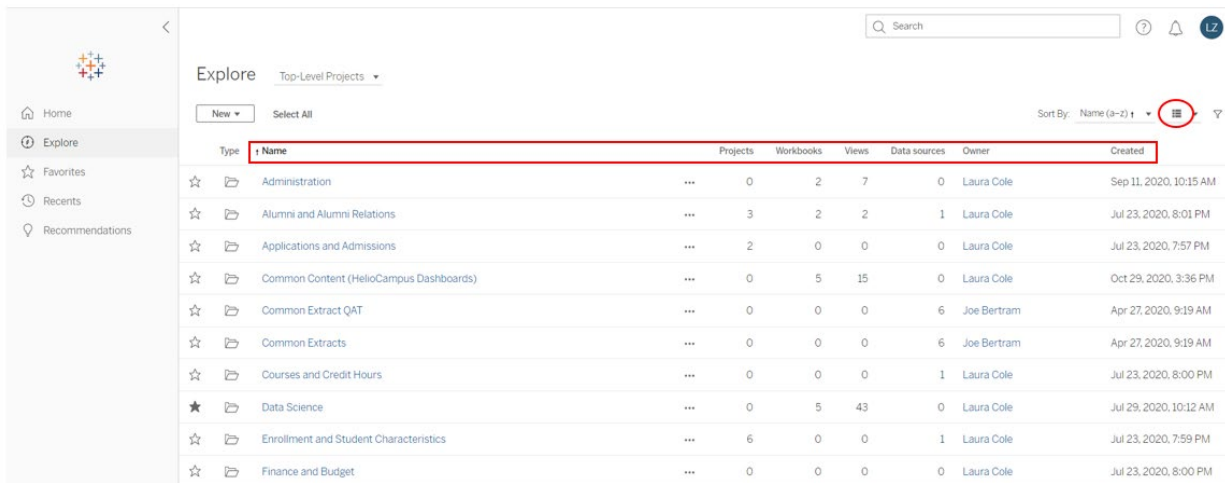 Search
LZ
Explore Top-Level Projects
Home
New Select All Sort By: Name (a–z) ↑
Explore
Type ↑ Name Projects Workbooks Views Data sources Owner Created
Favorites
Administration ... 0 2 7 0 Laura Cole Sep 11, 2020, 10:15 AM
Recents
Alumni and Alumni Relations ... 3 2 2 1 Laura Cole Jul 23, 2020, 8:01 PM
Recommendations
Applications and Admissions ... 2 0 0 0 Laura Cole Jul 23, 2020, 7:57 PM
Common Content (HelioCampus Dashboards) ... 0 5 15 0 Laura Cole Oct 29, 2020, 3:36 PM
Common Extract QAT ... 0 0 0 6 Joe Bertram Apr 27, 2020, 9:19 AM
Common Extracts ... 0 0 0 6 Joe Bertram Apr 27, 2020, 9:19 AM
Courses and Credit Hours ... 0 0 0 1 Laura Cole Jul 23, 2020, 8:00 PM
Data Science ... 0 5 43 0 Laura Cole Jul 29, 2020, 10:12 AM
Enrollment and Student Characteristics ... 6 0 0 1 Laura Cole Jul 23, 2020, 7:59 PM
Finance and Budget ... 0 0 0 0 Laura Cole Jul 23, 2020, 8:00 PM